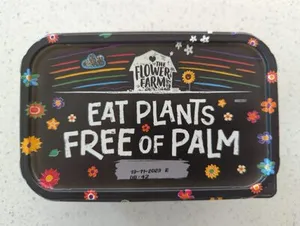 THE
FLOWER
FARM
EAT PLANTS
FREE OF PALM